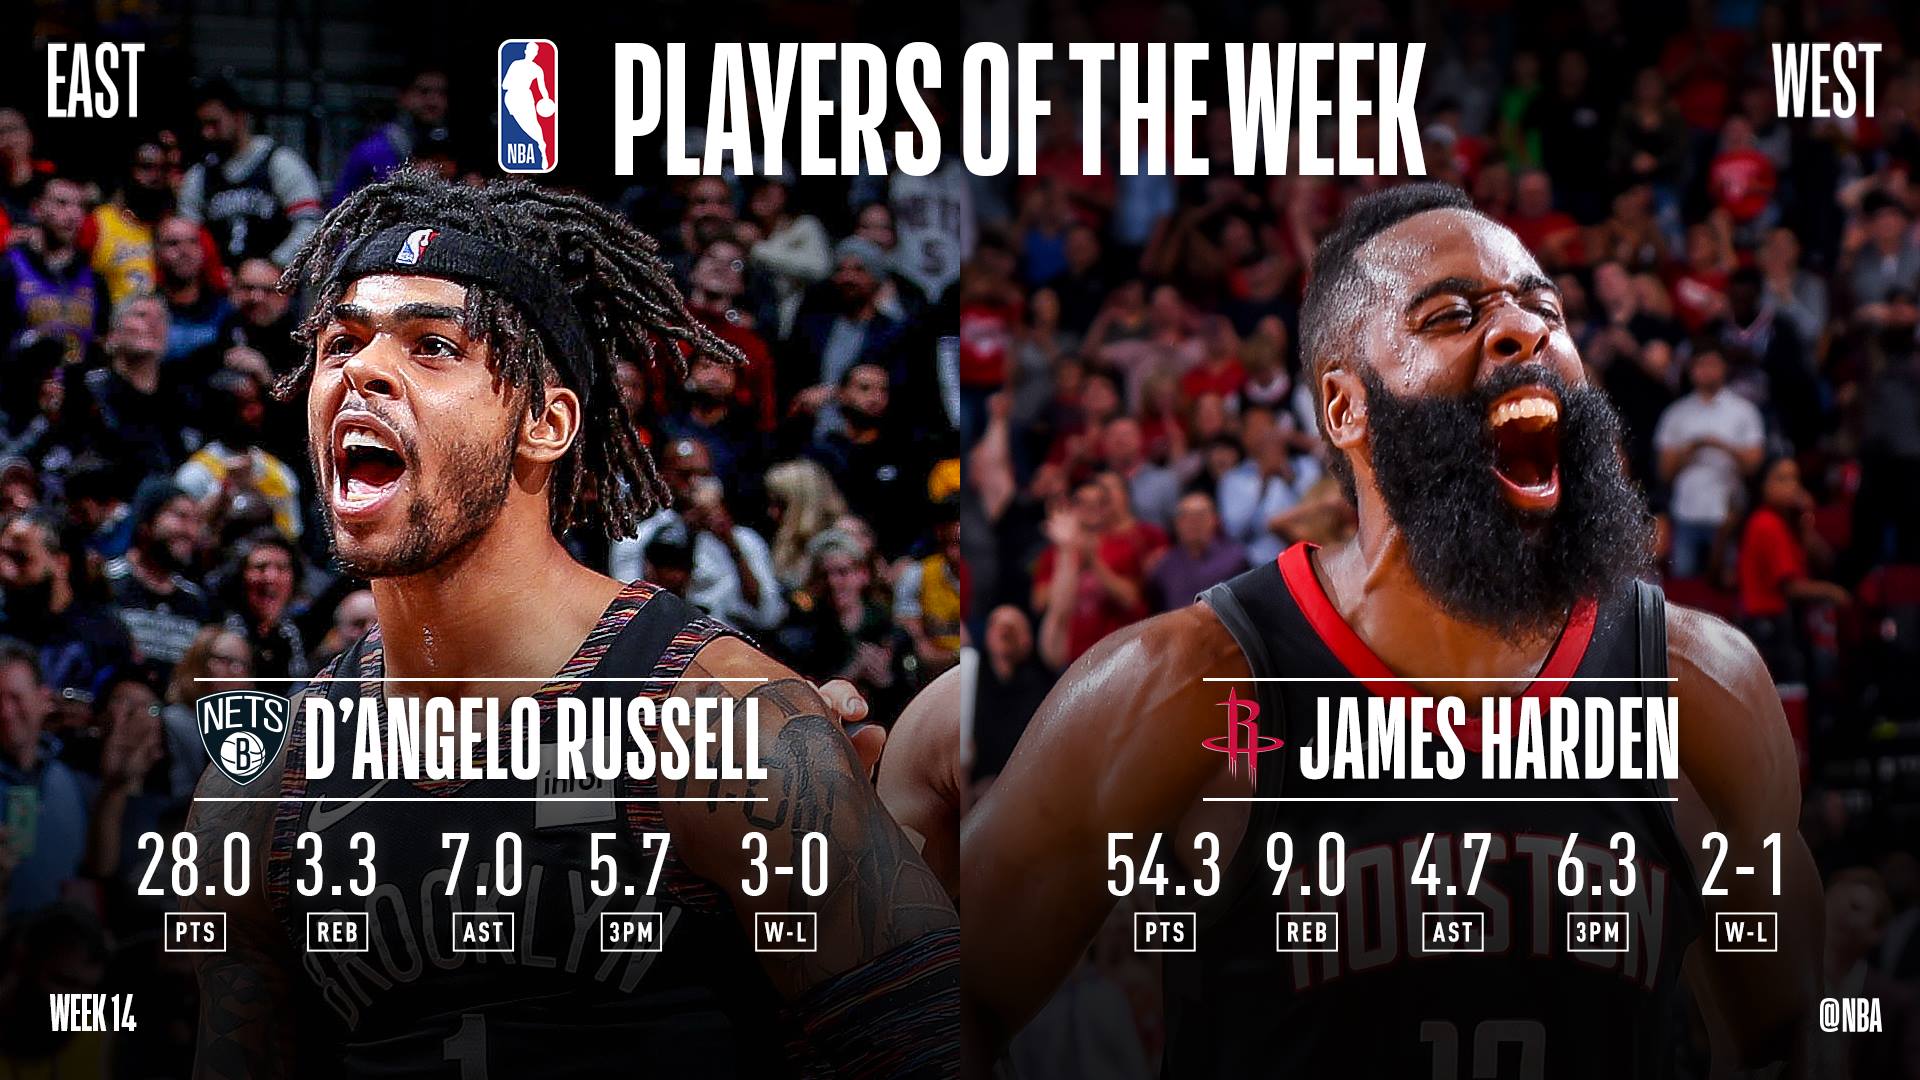 EAST
NBA
PLAYERS OF THE WEEK
WEST
NETS
B
D'ANGELO RUSSELL
R
JAMES HARDEN
28.0 3.3 7.0 5.7 3-0
PTS REB AST 3PM W-L
54.3 9.0 4.7 6.3 2-1
PTS REB AST 3PM W-L
BROOKLYN
1
HOUSTON
13
WEEK 14
@NBA